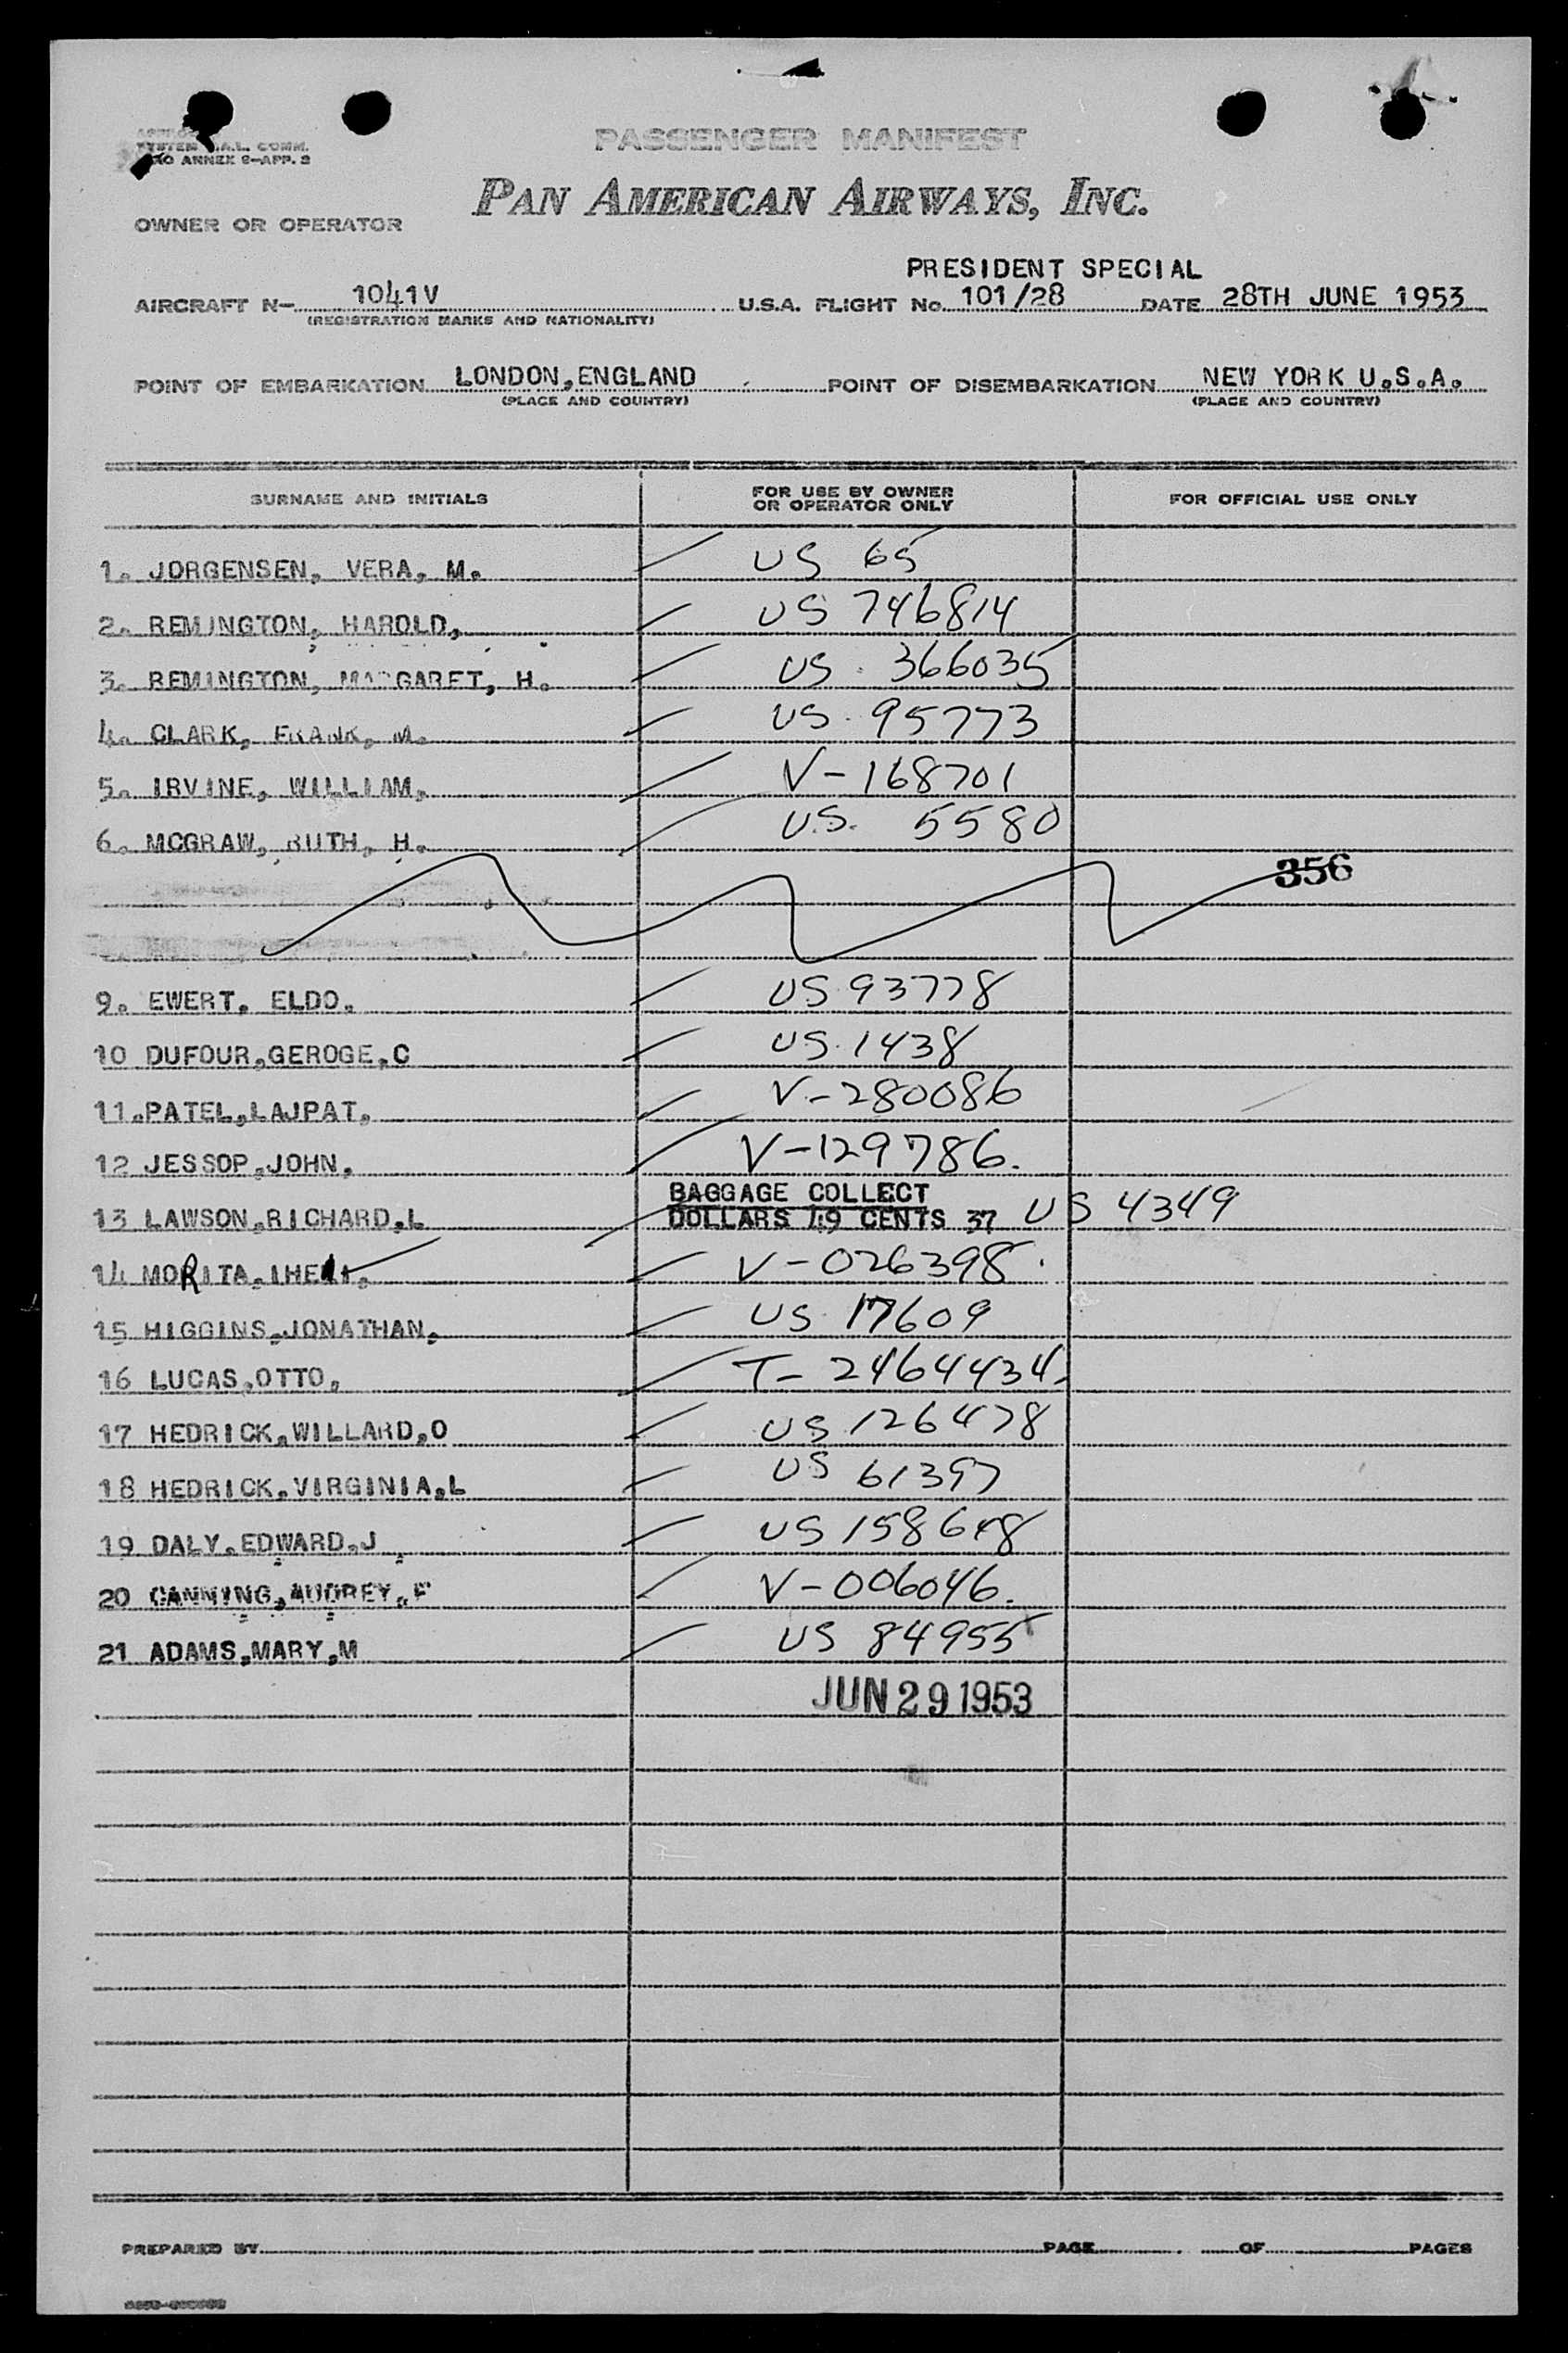 PASSENGER MANIFEST
ANNEX 9—APP. 2
PAN AMERICAN AIRWAYS, INC.
OWNER OR OPERATOR
PRESIDENT SPECIAL
AIRCRAFT N— 1041V U.S.A. FLIGHT No. 101/28 DATE 28TH JUNE 1953
(REGISTRATION MARKS AND NATIONALITY)
POINT OF EMBARKATION LONDON,ENGLAND POINT OF DISEMBARKATION NEW YORK U.S.A.
(PLACE AND COUNTRY) (PLACE AND COUNTRY)
SURNAME AND INITIALS FOR USE BY OWNER OR OPERATOR ONLY FOR OFFICIAL USE ONLY
1. JORGENSEN, VERA, M. US 65
2. REMINGTON, HAROLD, US 746814
3. REMINGTON, MARGARET, H. US 366035
4. CLARK, FRANK, M. US 95773
5. IRVINE, WILLIAM, V-168701
6. MCGRAW, RUTH, H. U.S. 5580
356
9. EWERT, ELDO. US 93778
10 DUFOUR,GEROGE,C US 1438
11.PATEL,LAJPAT, V-280086
12 JESSOP,JOHN, V-129786.
13 LAWSON,RICHARD,L BAGGAGE COLLECT DOLLARS 49 CENTS 37 US 4349
14 MORITA, V-026398
15 HIGGINS,JONATHAN, US 17609
16 LUCAS,OTTO, T-2464434
17 HEDRICK,WILLARD,O US 126478
18 HEDRICK,VIRGINIA,L US 61397
19 DALY,EDWARD,J US
20 CANNING,AUDREY,F V-006046.
21 ADAMS,MARY,M US 84955
JUN 29 1953
PREPARED BY PAGE OF PAGES